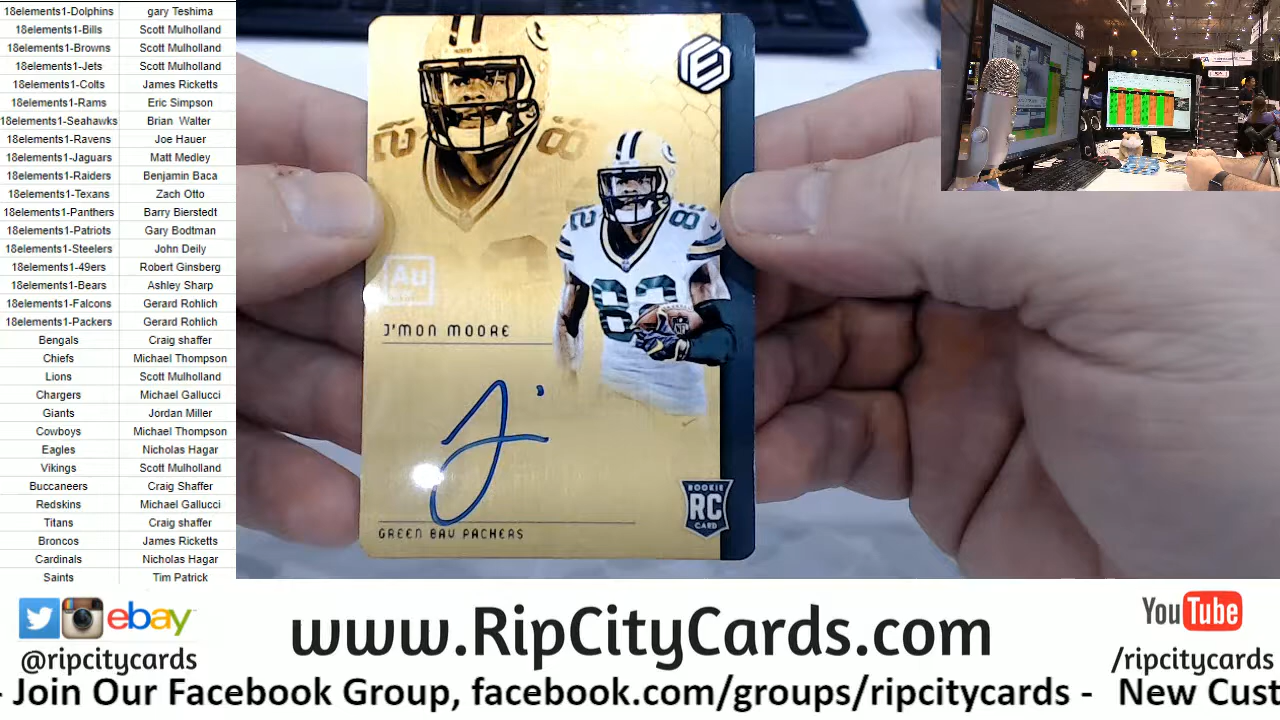 18elements1-Dolphins gary Teshima
18elements1-Bills Scott Mulholland
18elements1-Browns Scott Mulholland
18elements1-Jets Scott Mulholland
18elements1-Colts James Ricketts
18elements1-Rams Eric Simpson
18elements1-Seahawks Brian Walter
18elements1-Ravens Joe Hauer
18elements1-Jaguars Matt Medley
18elements1-Raiders Benjamin Baca
18elements1-Texans Zach Otto
18elements1-Panthers Barry Bierstedt
18elements1-Patriots Gary Bodtman
18elements1-Steelers John Deily
18elements1-49ers Robert Ginsberg
18elements1-Bears Ashley Sharp
18elements1-Falcons Gerard Rohlich
18elements1-Packers Gerard Rohlich
Bengals Craig shaffer
Chiefs Michael Thompson
Lions Scott Mulholland
Chargers Michael Gallucci
Giants Jordan Miller
Cowboys Michael Thompson
Eagles Nicholas Hagar
Vikings Scott Mulholland
Buccaneers Craig Shaffer
Redskins Michael Gallucci
Titans Craig shaffer
Broncos James Ricketts
Cardinals Nicholas Hagar
Saints Tim Patrick
E
82
82
82
Au
J'MON MOORE
GREEN BAY PACKERS
ROOKIE
RC
CARD
ebay
@ripcitycards
www.RipCityCards.com
YouTube
/ripcitycards
- Join Our Facebook Group, facebook.com/groups/ripcitycards - New Cust